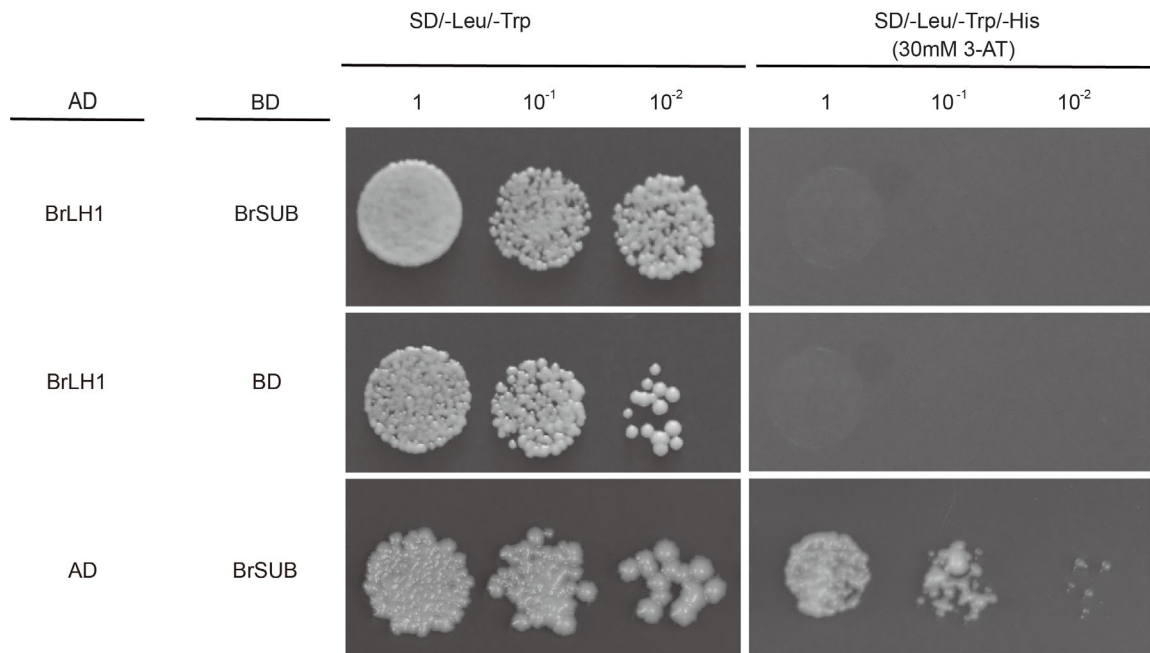 SD/-Leu/-Trp
SD/-Leu/-Trp/-His
(30mM 3-AT)
AD BD 1 10⁻¹ 10⁻² 1 10⁻¹ 10⁻²
BrLH1 BrSUB
BrLH1 BD
AD BrSUB